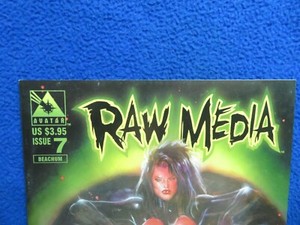 AVATAR
US $3.95
ISSUE 7
BEACHUM
RAW MEDIA